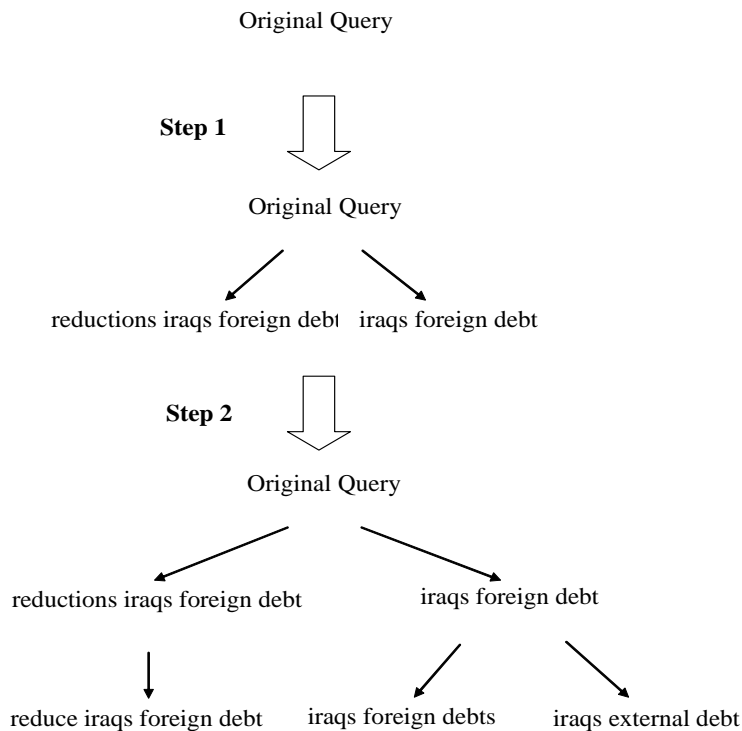 Original Query
Step 1
Original Query
reductions iraqs foreign debt iraqs foreign debt
Step 2
Original Query
reductions iraqs foreign debt iraqs foreign debt
reduce iraqs foreign debt iraqs foreign debts iraqs external debt